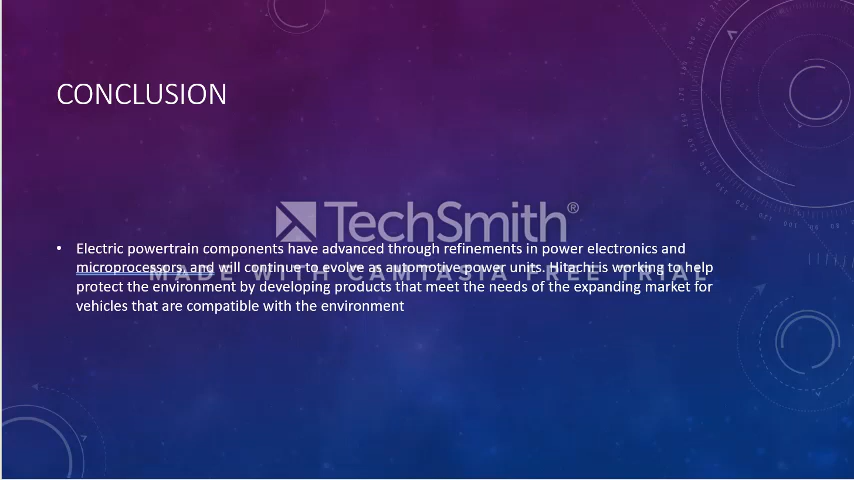 CONCLUSION
TechSmith®
• Electric powertrain components have advanced through refinements in power electronics and
microprocessors, and will continue to evolve as automotive power units. Hitachi is working to help
MADE WITH CAMTASIA FREE TRIAL
protect the environment by developing products that meet the needs of the expanding market for
vehicles that are compatible with the environment